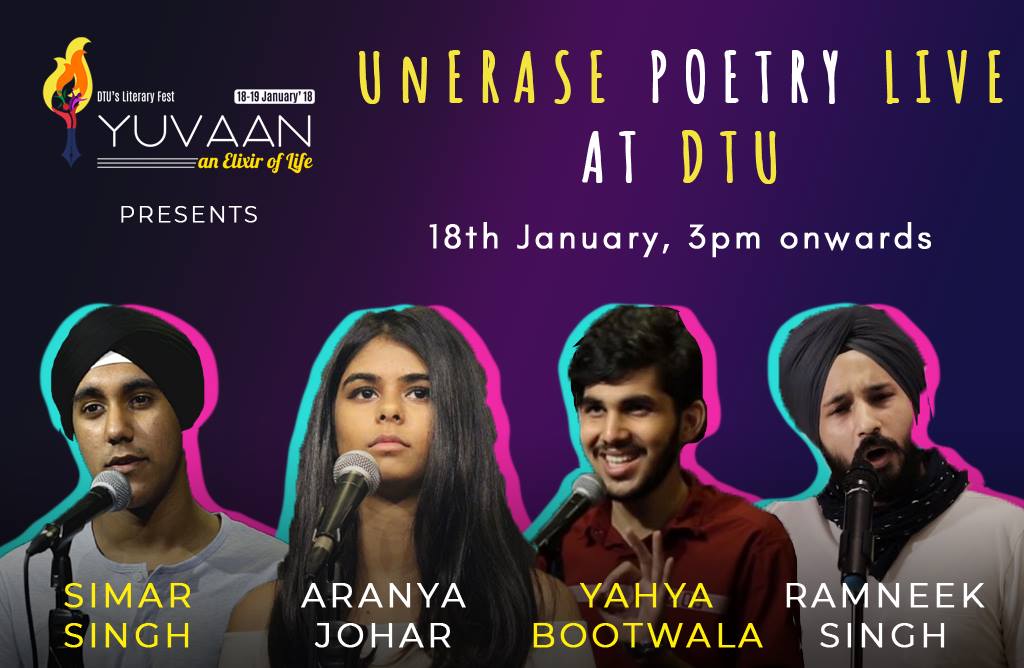 DTU's Literary Fest
18-19 January' 18
YUVAAN
an Elixir of Life
PRESENTS
UnERASE POETRY LIVE
AT DTU
18th January, 3pm onwards
SIMAR
SINGH
ARANYA
JOHAR
YAHYA
BOOTWALA
RAMNEEK
SINGH